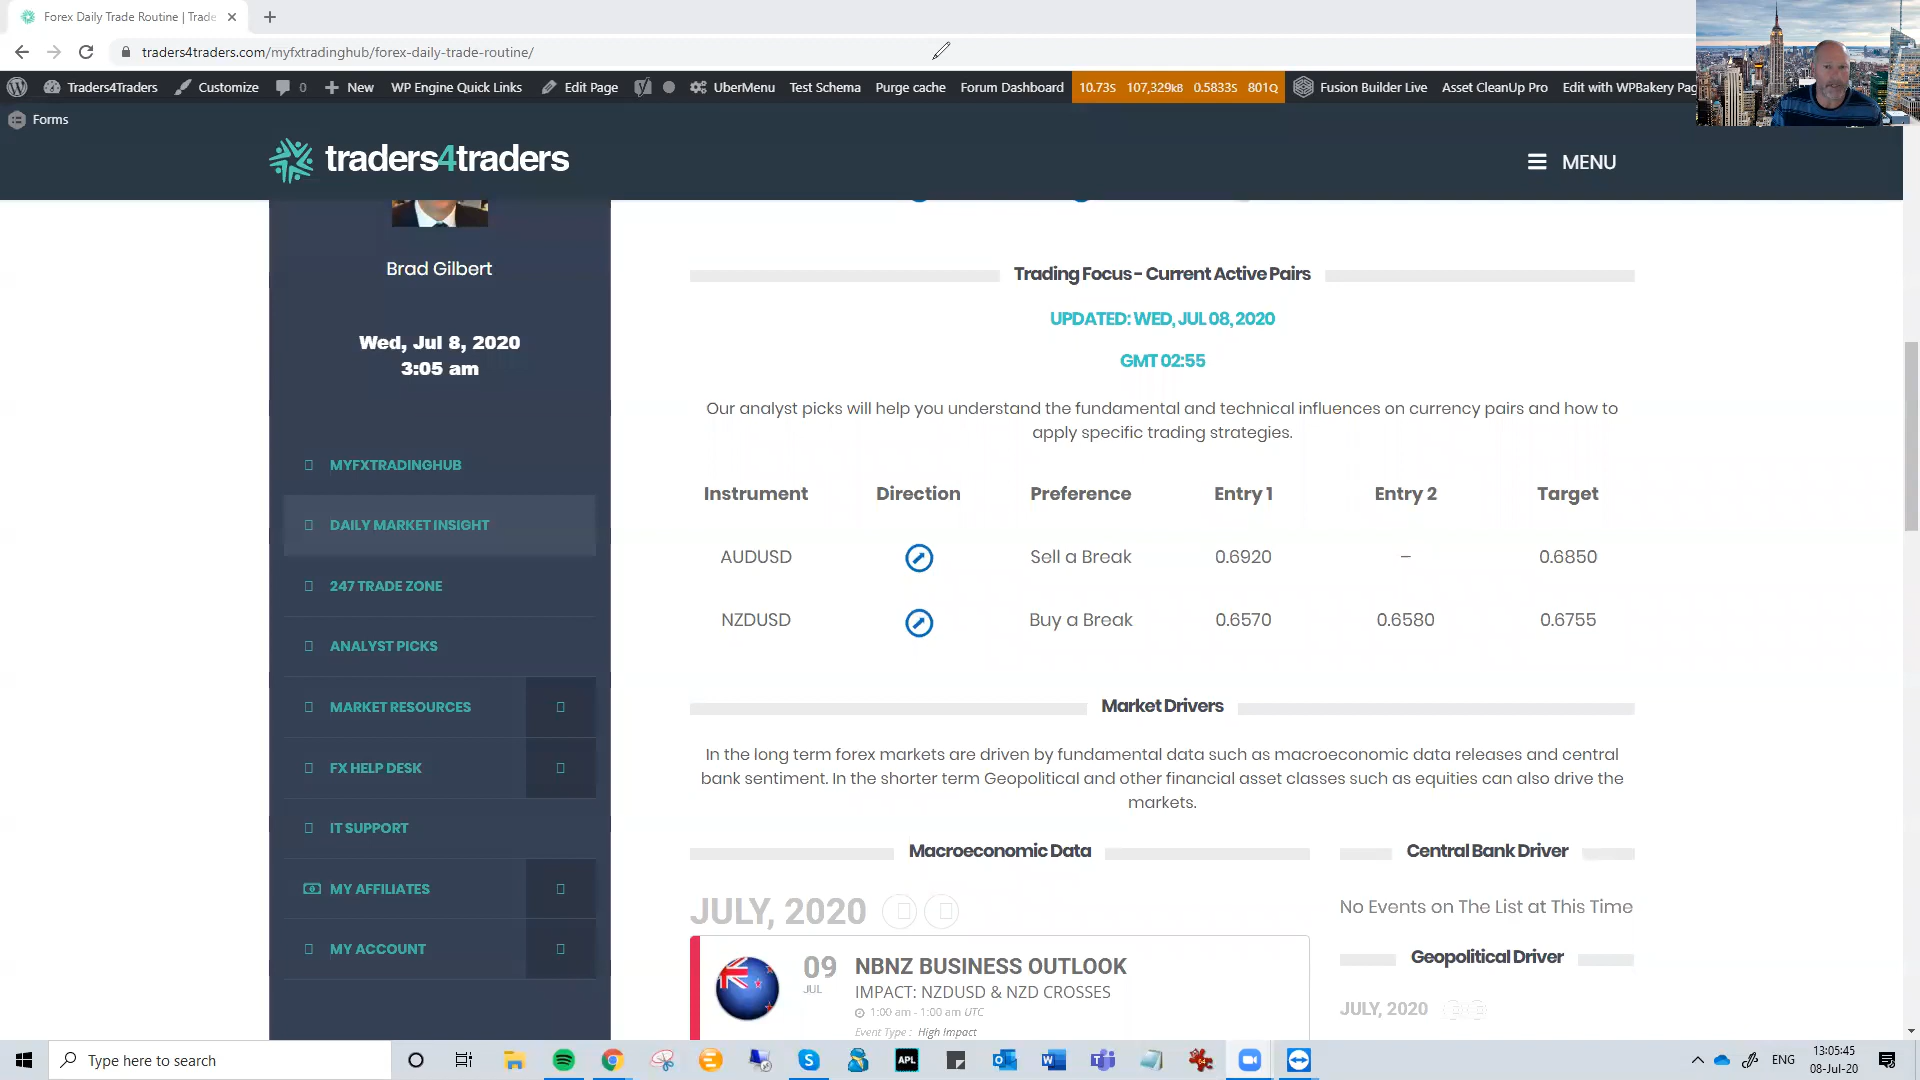 Forex Daily Trade Routine | Trade
traders4traders.com/myfxtradinghub/forex-daily-trade-routine/
Traders4Traders Customize 0 New WP Engine Quick Links Edit Page UberMenu Test Schema Purge cache Forum Dashboard 10.73S 107,329KB 0.5833S 801Q Fusion Builder Live Asset CleanUp Pro Edit with WPBakery Pag
Forms
traders4traders
MENU
Brad Gilbert
Wed, Jul 8, 2020
3:05 am
MYFXTRADINGHUB
DAILY MARKET INSIGHT
247 TRADE ZONE
ANALYST PICKS
MARKET RESOURCES
FX HELP DESK
IT SUPPORT
MY AFFILIATES
MY ACCOUNT
Trading Focus - Current Active Pairs
UPDATED: WED, JUL 08, 2020
GMT 02:55
Our analyst picks will help you understand the fundamental and technical influences on currency pairs and how to
apply specific trading strategies.
Instrument Direction Preference Entry 1 Entry 2 Target
AUDUSD Sell a Break 0.6920 – 0.6850
NZDUSD Buy a Break 0.6570 0.6580 0.6755
Market Drivers
In the long term forex markets are driven by fundamental data such as macroeconomic data releases and central
bank sentiment. In the shorter term Geopolitical and other financial asset classes such as equities can also drive the
markets.
Macroeconomic Data
JULY, 2020
09
JUL
NBNZ BUSINESS OUTLOOK
IMPACT: NZDUSD & NZD CROSSES
1:00 am - 1:00 am UTC
Event Type : High Impact
Central Bank Driver
No Events on The List at This Time
Geopolitical Driver
JULY, 2020
Type here to search
APL
ENG
13:05:45
08-Jul-20